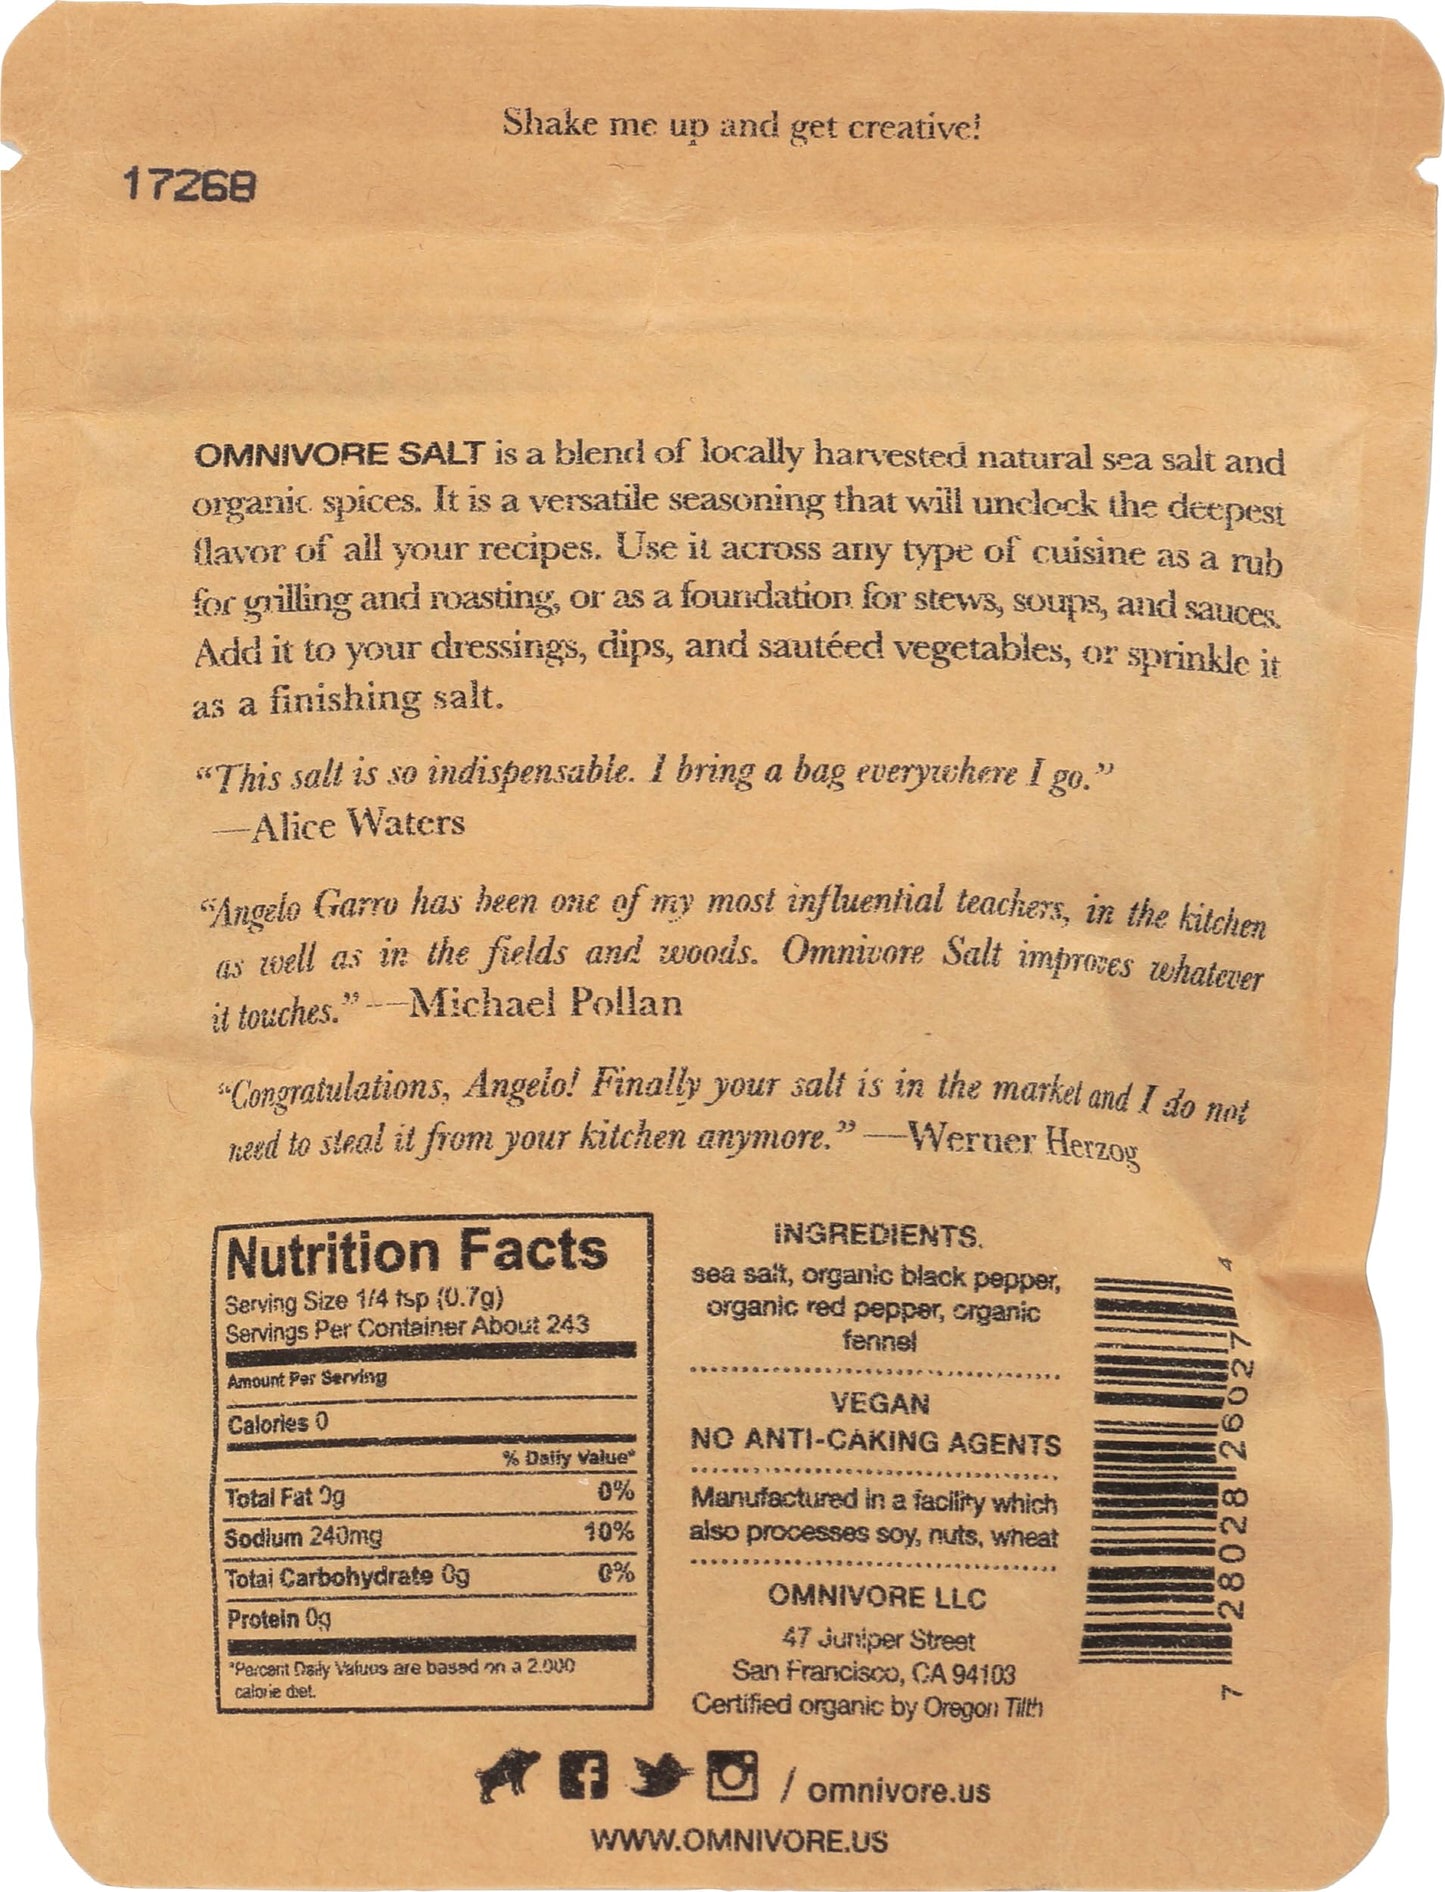 Shake me up and get creative!
17268
OMNIVORE SALT is a blend of locally harvested natural sea salt and
organic spices. It is a versatile seasoning that will unclock the deepest
flavor of all your recipes. Use it across any type of cuisine as a rub
for grilling and roasting, or as a foundation for stews, soups, and sauces.
Add it to your dressings, dips, and sautéed vegetables, or sprinkle it
as a finishing salt.
“This salt is so indispensable. I bring a bag everywhere I go.”
—Alice Waters
“Angelo Garro has been one of my most influential teachers, in the kitchen
as well as in the fields and woods. Omnivore Salt improves whatever
it touches.” —Michael Pollan
“Congratulations, Angelo! Finally your salt is in the market and I do not
need to steal it from your kitchen anymore.” —Werner Herzog
Nutrition Facts
Serving Size 1/4 tsp (0.7g)
Servings Per Container About 243
Amount Per Serving
Calories 0
% Daily Value*
Total Fat 0g 0%
Sodium 240mg 10%
Total Carbohydrate 0g 0%
Protein 0g
*Percent Daily Values are based on a 2,000
calorie diet.
INGREDIENTS.
sea salt, organic black pepper,
organic red pepper, organic
fennel
VEGAN
NO ANTI-CAKING AGENTS
Manufactured in a facility which
also processes soy, nuts, wheat
OMNIVORE LLC
47 Juniper Street
San Francisco, CA 94103
Certified organic by Oregon Tilth
7 28028 26027 4
/ omnivore.us
WWW.OMNIVORE.US